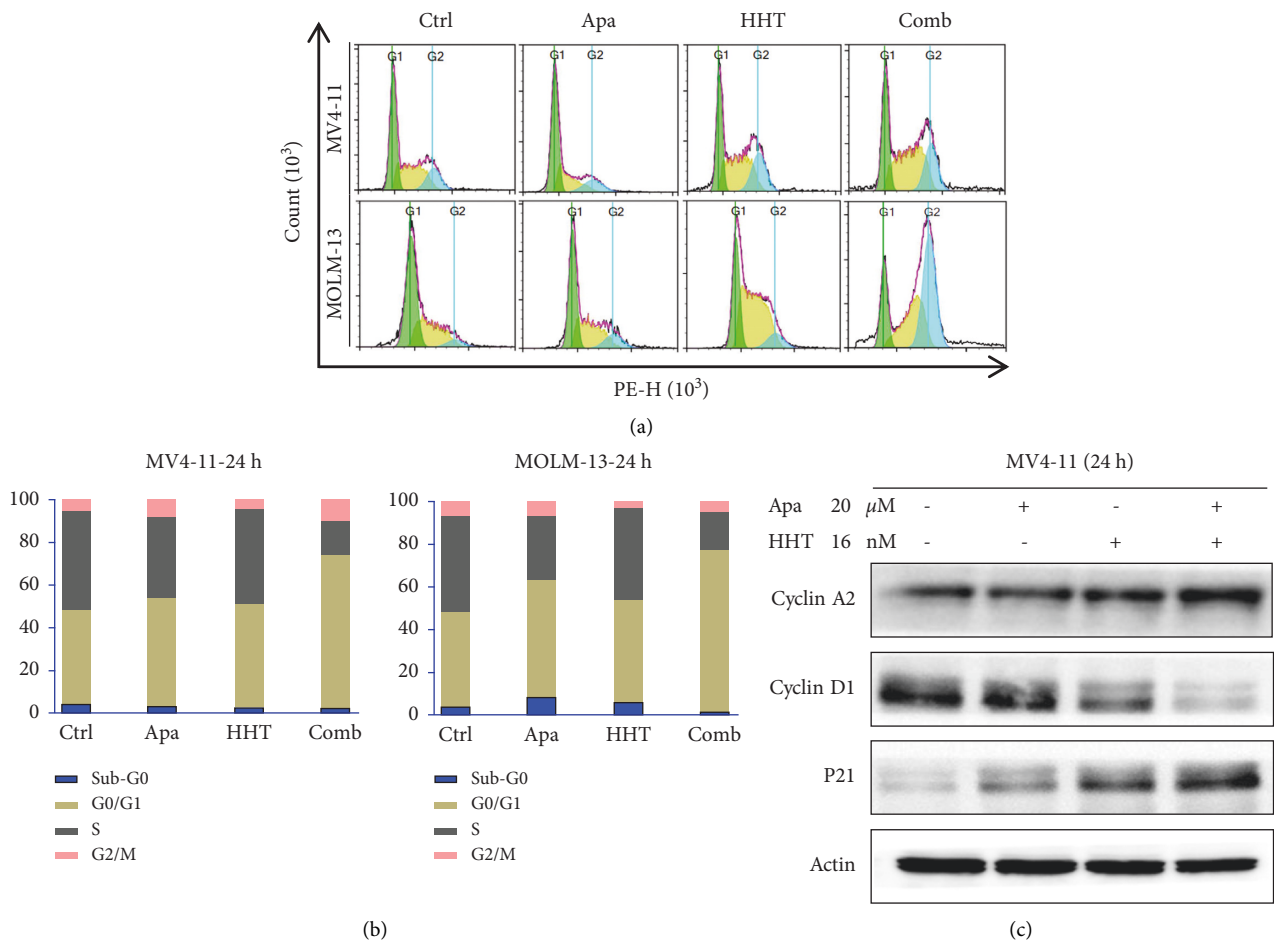 Ctrl Apa HHT Comb
Count (10³)
MV4-11
G1 G2 G1 G2 G1 G2 G1 G2
MOLM-13
G1 G2 G1 G2 G1 G2 G1 G2
PE-H (10³)
(a)
MV4-11-24 h
100
80
60
40
20
0
Ctrl Apa HHT Comb
Sub-G0
G0/G1
S
G2/M
MOLM-13-24 h
100
80
60
40
20
0
Ctrl Apa HHT Comb
Sub-G0
G0/G1
S
G2/M
(b)
MV4-11 (24 h)
Apa 20 µM - + - +
HHT 16 nM - - + +
Cyclin A2
Cyclin D1
P21
Actin
(c)